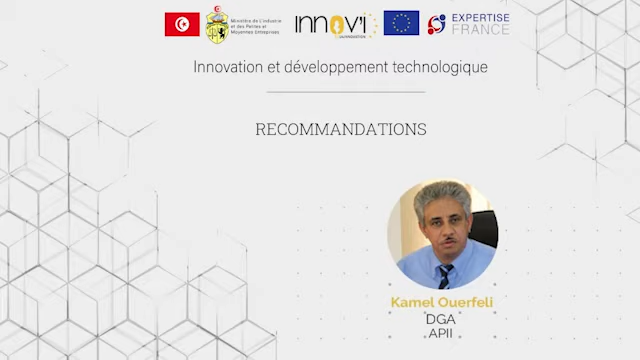 Ministère de l'Industrie
et des Petites et
Moyennes Entreprises
INNOV'I
EXPERTISE
FRANCE
Innovation et développement technologique
RECOMMANDATIONS
Kamel Ouerfeli
DGA
APII